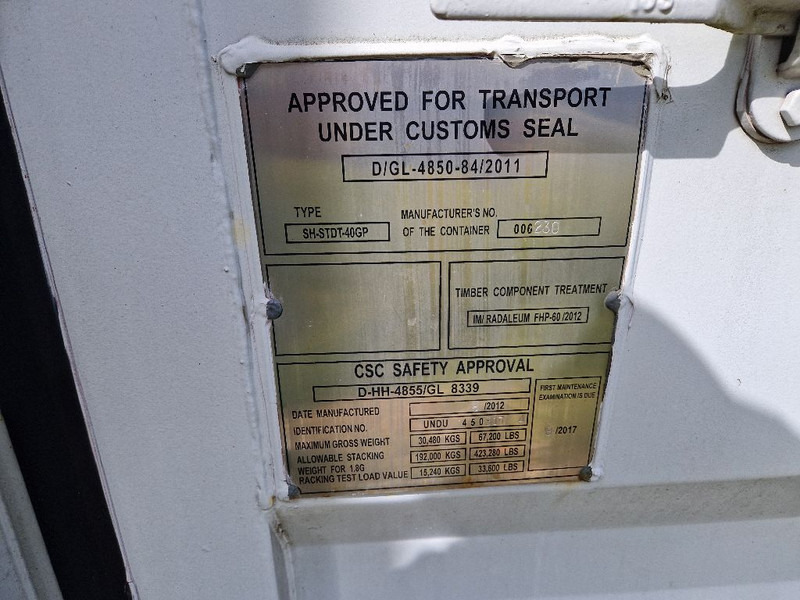 APPROVED FOR TRANSPORT
UNDER CUSTOMS SEAL
D/GL-4850-84/2011
TYPE
SH-STDT-40GP
MANUFACTURER'S NO.
OF THE CONTAINER
006230
TIMBER COMPONENT TREATMENT
IM/ RADALEUM FHP-60 /2012
CSC SAFETY APPROVAL
D-HH-4855/GL 8339
DATE MANUFACTURED /2012
IDENTIFICATION NO. UNDU 450
MAXIMUM GROSS WEIGHT 30,480 KGS 67,200 LBS
ALLOWABLE STACKING
WEIGHT FOR 1.8G 192,000 KGS 423,280 LBS
RACKING TEST LOAD VALUE 15,240 KGS 33,600 LBS
FIRST MAINTENANCE
EXAMINATION IS DUE
/2017